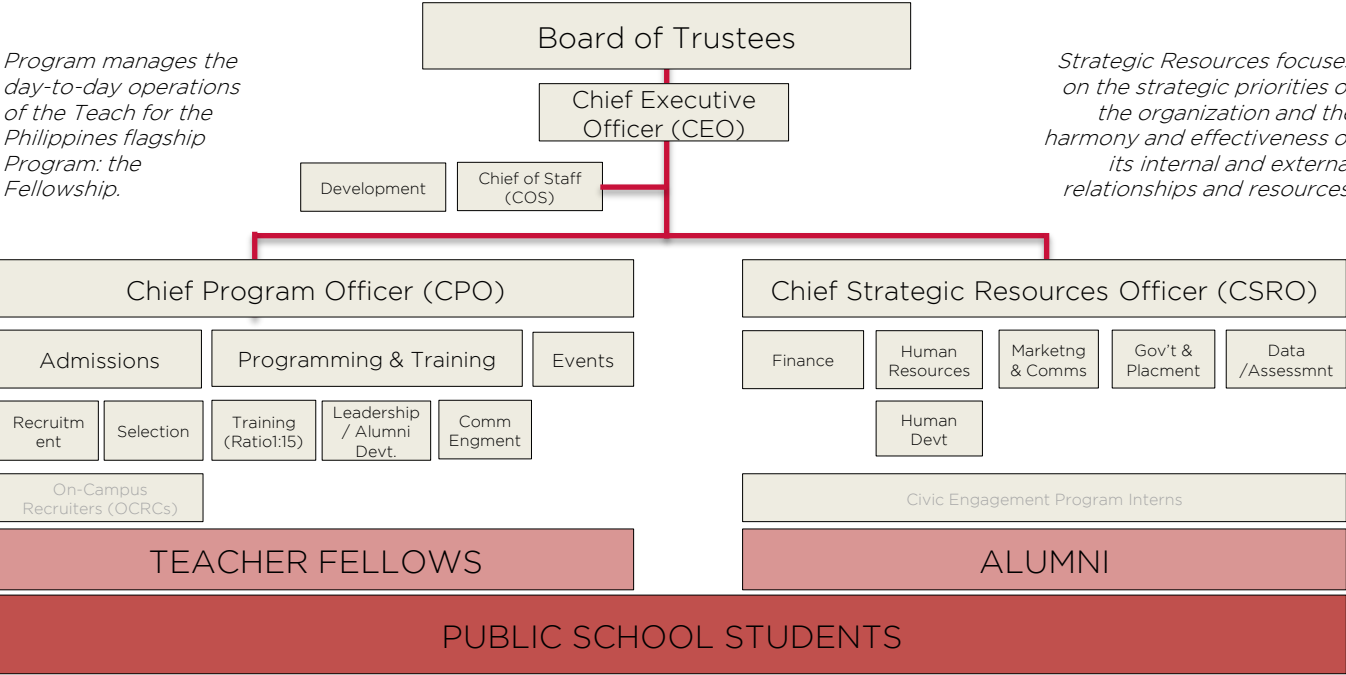 Board of Trustees
Program manages the
day-to-day operations
of the Teach for the
Philippines flagship
Program: the
Fellowship.
Strategic Resources focuses
on the strategic priorities o
the organization and the
harmony and effectiveness o
its internal and externa
relationships and resources
Chief Executive
Officer (CEO)
Development
Chief of Staff
(COS)
Chief Program Officer (CPO)
Chief Strategic Resources Officer (CSRO)
Admissions
Programming & Training
Events
Finance
Human
Resources
Marketng
& Comms
Gov't &
Placment
Data
/Assessmnt
Recruitm
ent
Selection
Training
(Ratio1:15)
Leadership
/ Alumni
Devt.
Comm
Engment
Human
Devt
On-Campus
Recruiters (OCRCs)
Civic Engagement Program Interns
TEACHER FELLOWS
ALUMNI
PUBLIC SCHOOL STUDENTS